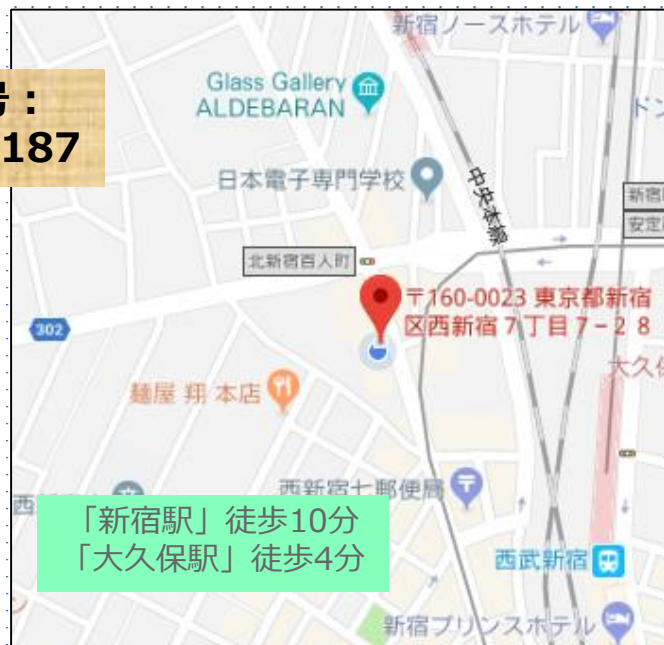 新宿ノースホテル
Glass Gallery
ALDEBARAN
号：
187
日本電子専門学校
中央本線
新宿
安定
北新宿百人町
〒160-0023 東京都新宿
区西新宿７丁目７−２８
302
大久保
麺屋 翔 本店
西新宿七郵便局
西
「新宿駅」徒歩10分
「大久保駅」徒歩4分
西武新宿
新宿プリンスホテル